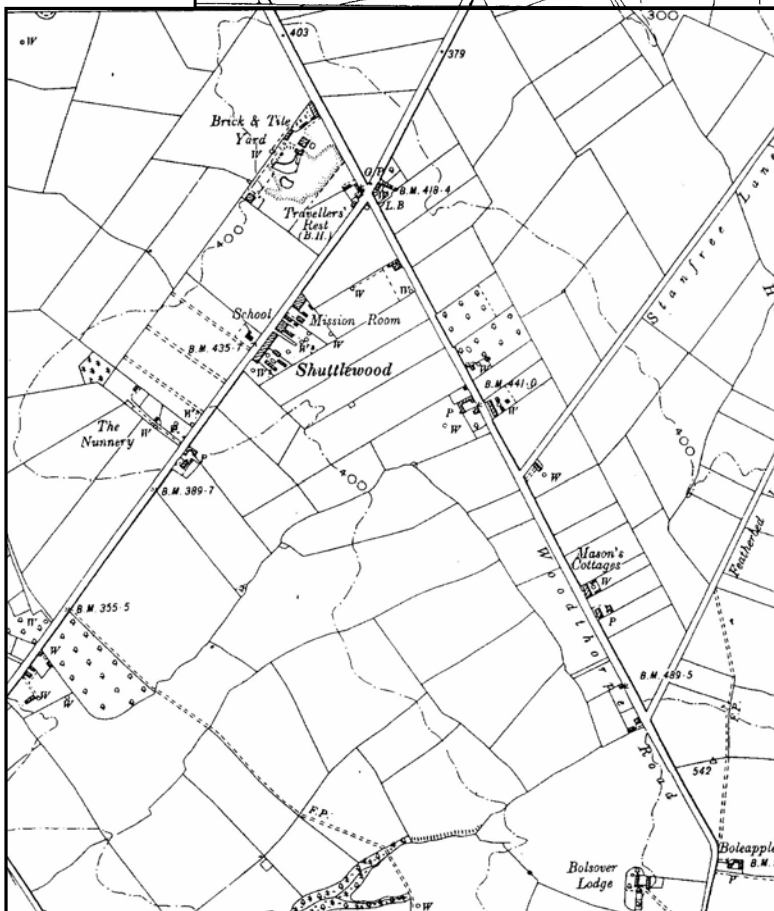 300
403
379
W
Brick & Tile
Yard
W
G.P.
B.M. 418·4
L.B
Travellers'
Rest
(B.H.)
400
Stanfree Lane
H
W
W
School
Mission Room
B.M. 435·7
W
W
W
Shuttlewood
B.M. 441·0
W
P
W
W
The
Nunnery
W
W
P
B.M. 389·7
400
400
W
Woodthorpe Road
Mason's
Cottages
W
P
Featherbed
B.M. 355·5
W
W
W
W
B.M. 489·5
F.P.
542
F.P.
Boleapple
B.M.
P
Bolsover
Lodge
W